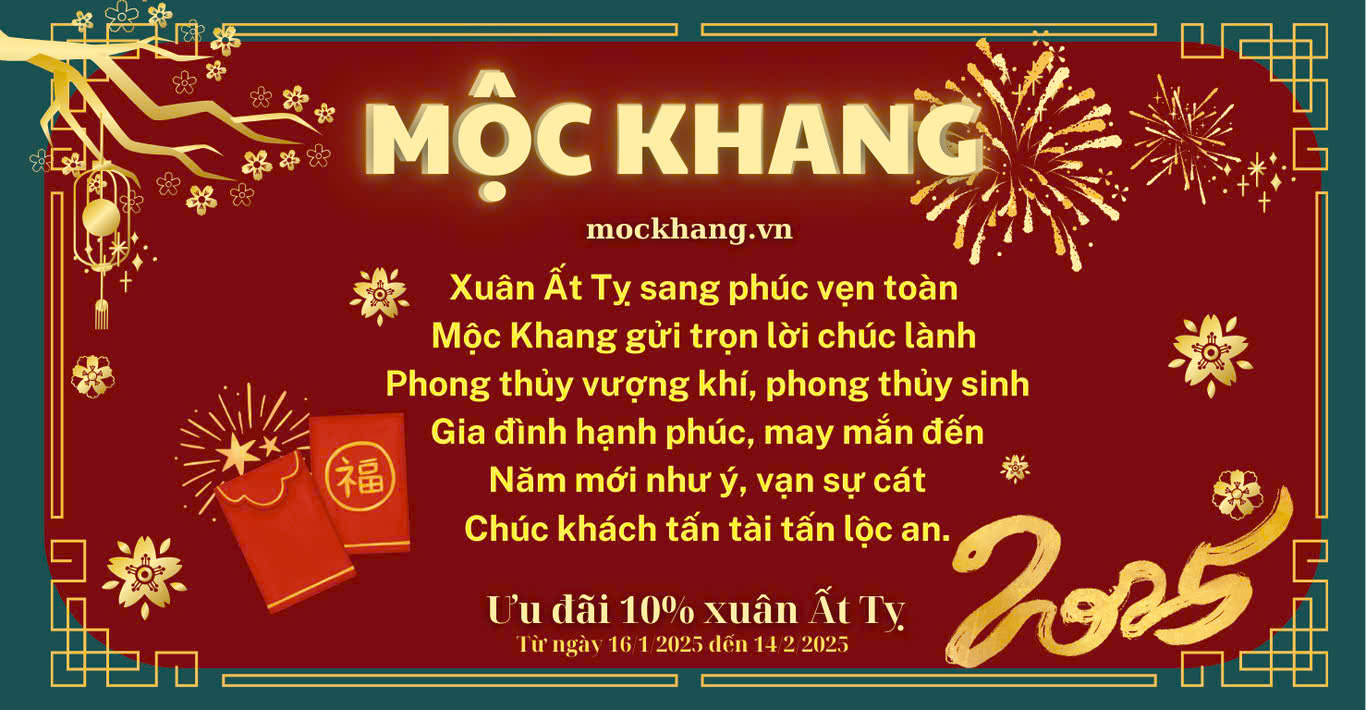 MỘC KHANG
mockhang.vn
Xuân Ất Tỵ sang phúc vẹn toàn
Mộc Khang gửi trọn lời chúc lành
Phong thủy vượng khí, phong thủy sinh
Gia đình hạnh phúc, may mắn đến
Năm mới như ý, vạn sự cát
Chúc khách tấn tài tấn lộc an.
福
Ưu đãi 10% xuân Ất Tỵ
Từ ngày 16/1/2025 đến 14/2/2025
2025